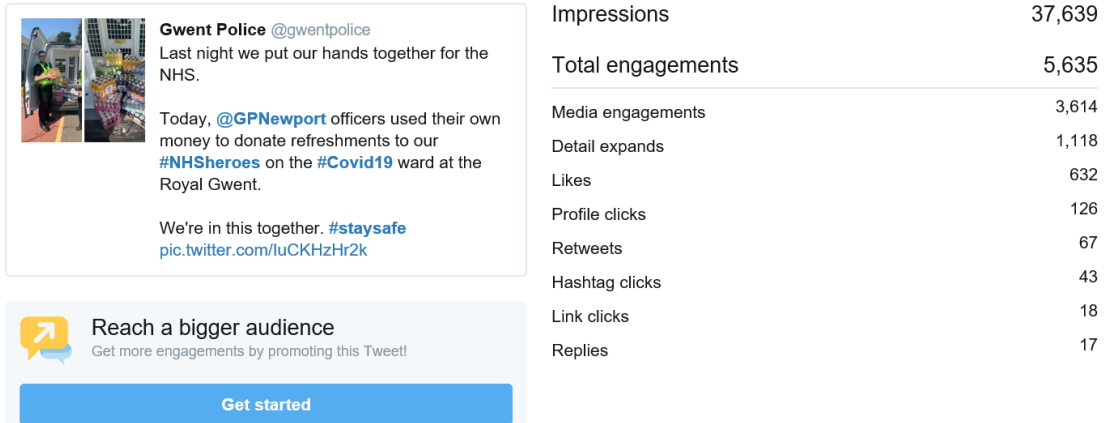 Gwent Police @gwentpolice
Last night we put our hands together for the
NHS.
Today, @GPNewport officers used their own
money to donate refreshments to our
#NHSheroes on the #Covid19 ward at the
Royal Gwent.
We're in this together. #staysafe
pic.twitter.com/IuCKHzHr2k
Reach a bigger audience
Get more engagements by promoting this Tweet!
Get started
Impressions 37,639
Total engagements 5,635
Media engagements 3,614
Detail expands 1,118
Likes 632
Profile clicks 126
Retweets 67
Hashtag clicks 43
Link clicks 18
Replies 17